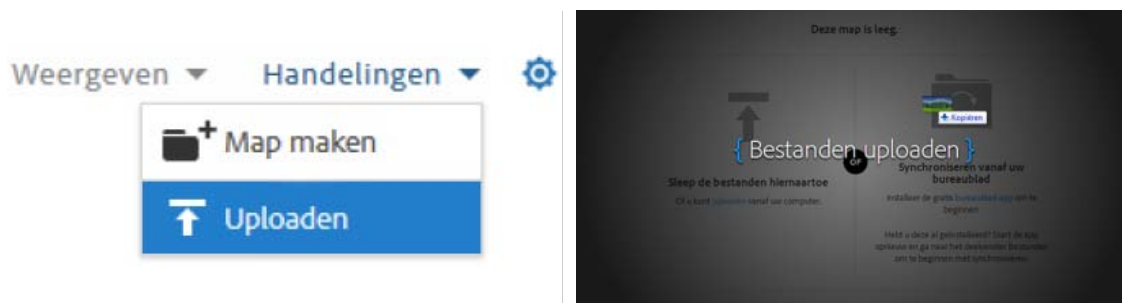 Weergeven Handelingen
Map maken
Uploaden
Deze map is leeg.
Kopiëren
{ Bestanden uploaden }
OF
Sleep de bestanden hiernaartoe
Of u kunt uploaden vanaf uw computer.
Synchroniseren vanaf uw
bureaublad
Installeer de gratis bureaublad-app om te
beginnen
Hebt u deze al geïnstalleerd? Start de app
opnieuw en ga naar het deelvenster Bestanden
om te beginnen met synchroniseren.